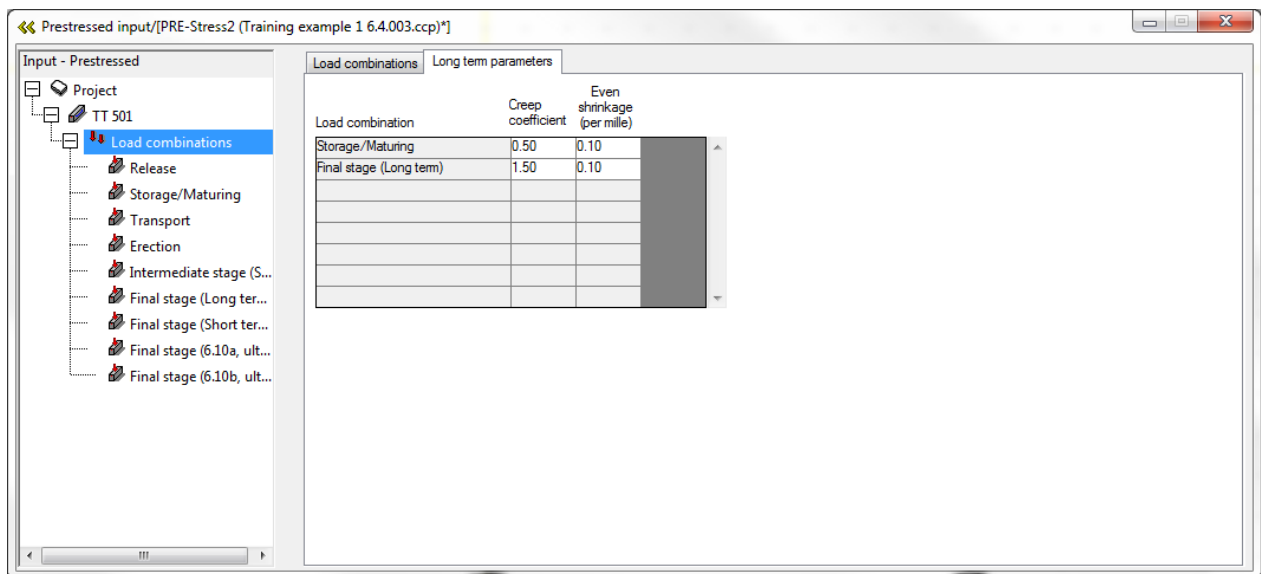 Prestressed input/[PRE-Stress2 (Training example 1 6.4.003.ccp)*]
Input - Prestressed
Project
TT 501
Load combinations
Release
Storage/Maturing
Transport
Erection
Intermediate stage (S...
Final stage (Long ter...
Final stage (Short ter...
Final stage (6.10a, ult...
Final stage (6.10b, ult...
Load combinations Long term parameters
Load combination Creep coefficient Even shrinkage (per mille)
Storage/Maturing 0.50 0.10
Final stage (Long term) 1.50 0.10